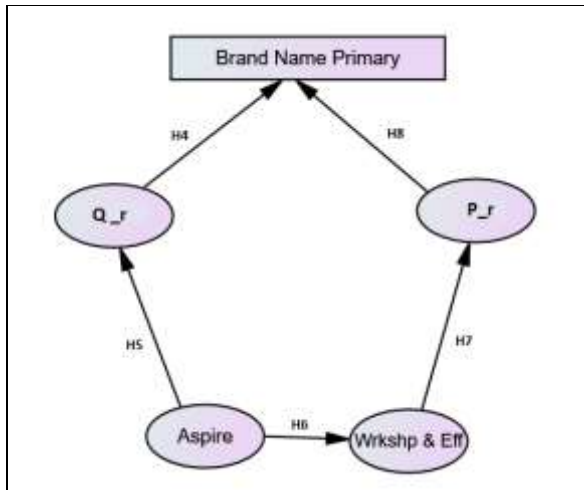 Brand Name Primary
H4
H8
Q_r
P_r
H5
H7
Aspire
H6
Wrkshp & Eff